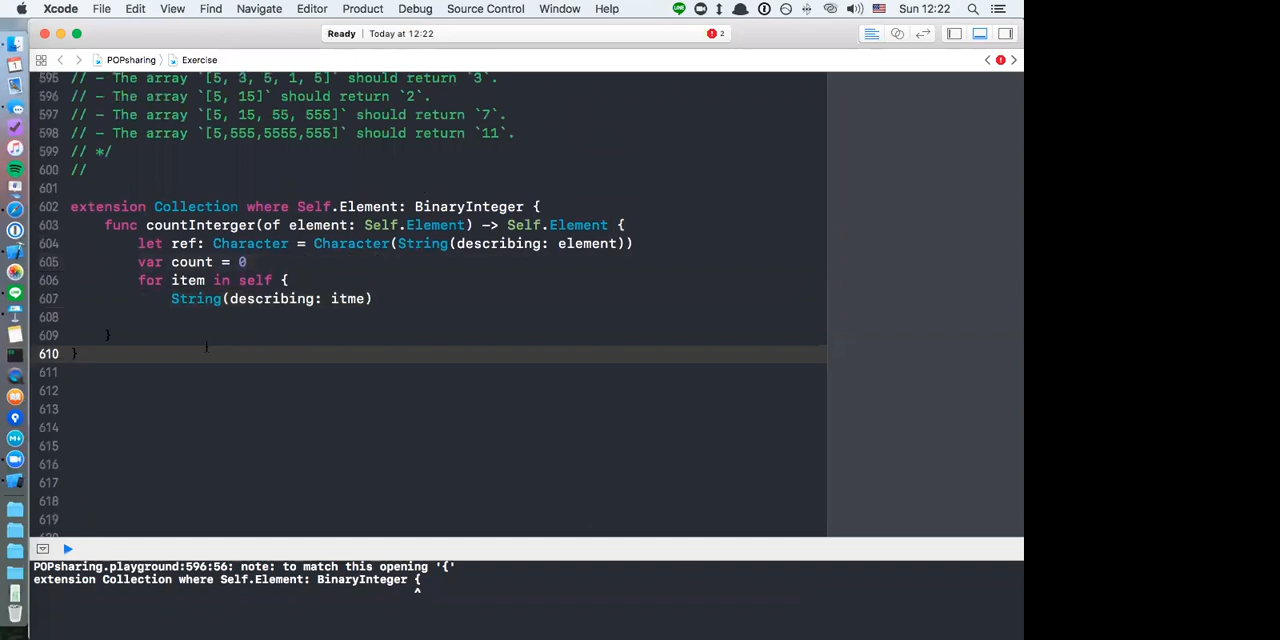 Xcode File Edit View Find Navigate Editor Product Debug Source Control Window Help Sun 12:22
Ready | Today at 12:22 2
POPsharing Exercise
595 // - The array `[5, 3, 5, 1, 5]` should return `3`.
596 // - The array `[5, 15]` should return `2`.
597 // - The array `[5, 15, 55, 555]` should return `7`.
598 // - The array `[5,555,5555,555]` should return `11`.
599 // */
600 //
601
602 extension Collection where Self.Element: BinaryInteger {
603 func countInterger(of element: Self.Element) -> Self.Element {
604 let ref: Character = Character(String(describing: element))
605 var count = 0
606 for item in self {
607 String(describing: itme)
608
609 }
610 }
611
612
613
614
615
616
617
618
619
POPsharing.playground:596:56: note: to match this opening '{'
extension Collection where Self.Element: BinaryInteger {
^